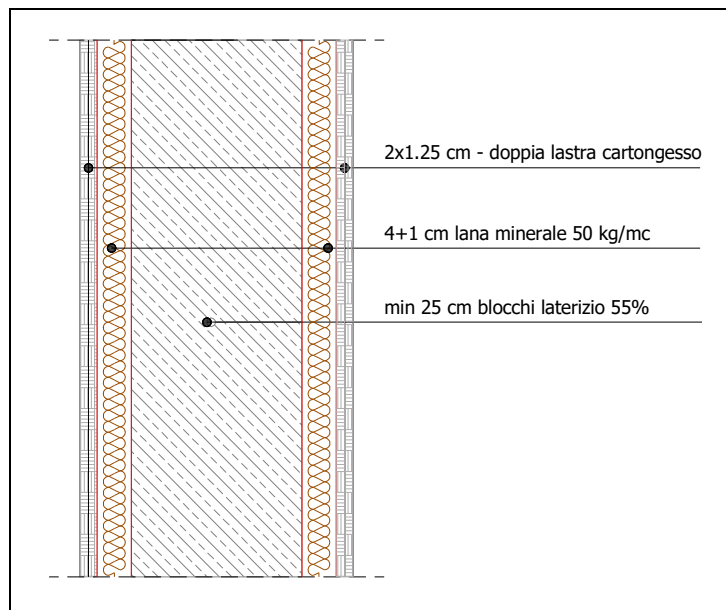 2x1.25 cm - doppia lastra cartongesso
4+1 cm lana minerale 50 kg/mc
min 25 cm blocchi laterizio 55%